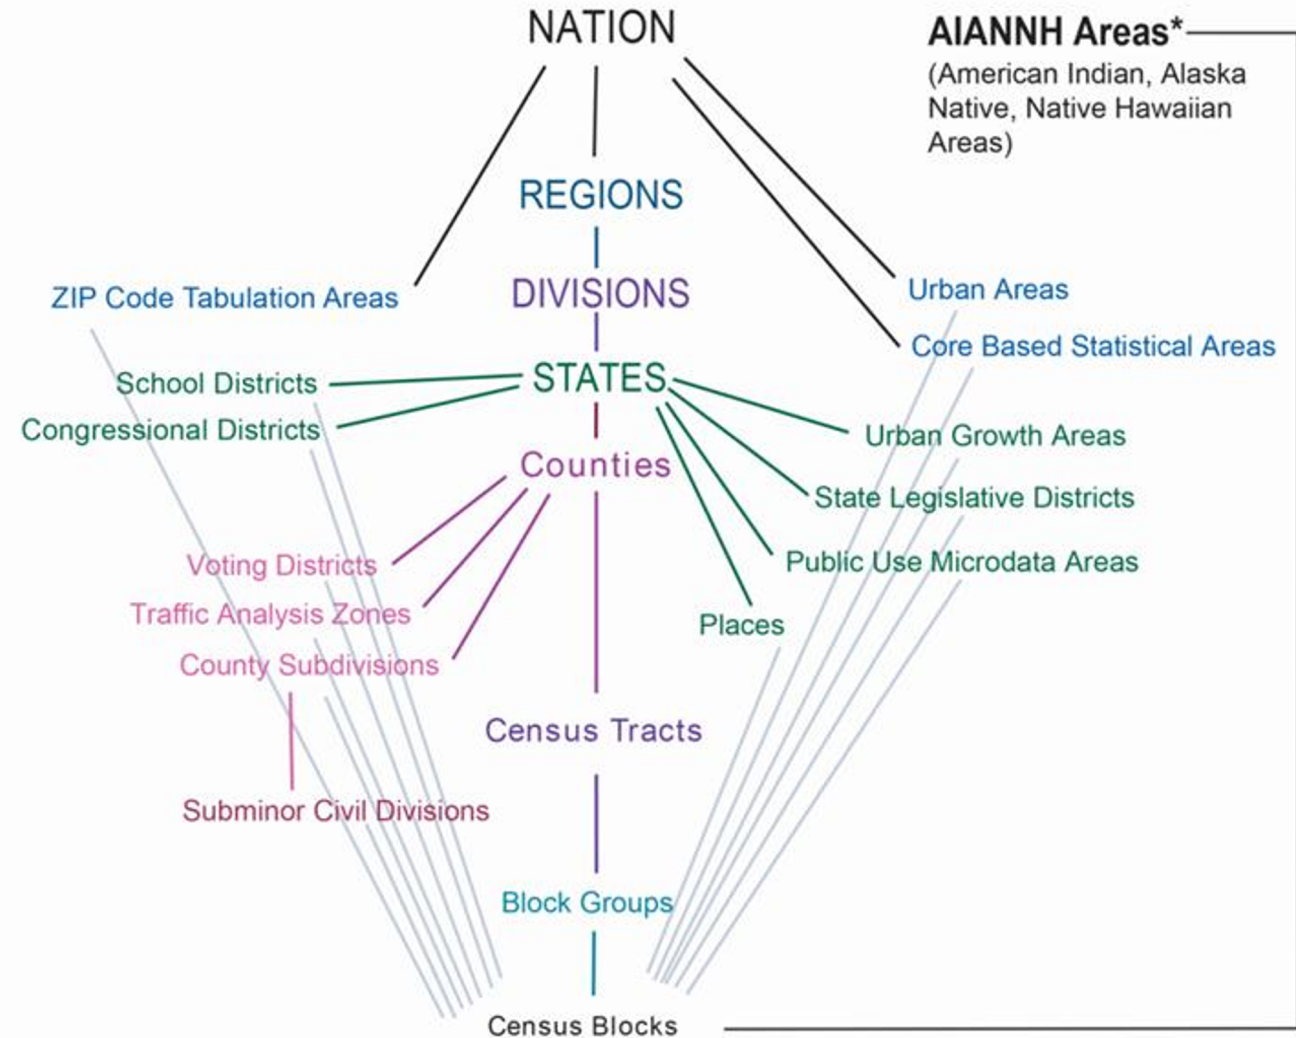 NATION
AIANNH Areas*
(American Indian, Alaska
Native, Native Hawaiian
Areas)
REGIONS
DIVISIONS
ZIP Code Tabulation Areas
Urban Areas
Core Based Statistical Areas
STATES
School Districts
Congressional Districts
Urban Growth Areas
Counties
State Legislative Districts
Voting Districts
Public Use Microdata Areas
Traffic Analysis Zones
Places
County Subdivisions
Census Tracts
Subminor Civil Divisions
Block Groups
Census Blocks